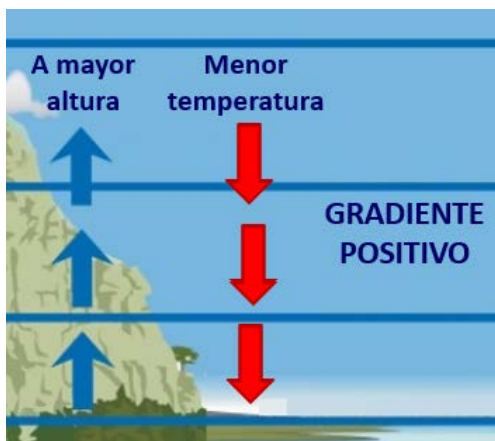 A mayor
altura
Menor
temperatura
GRADIENTE
POSITIVO